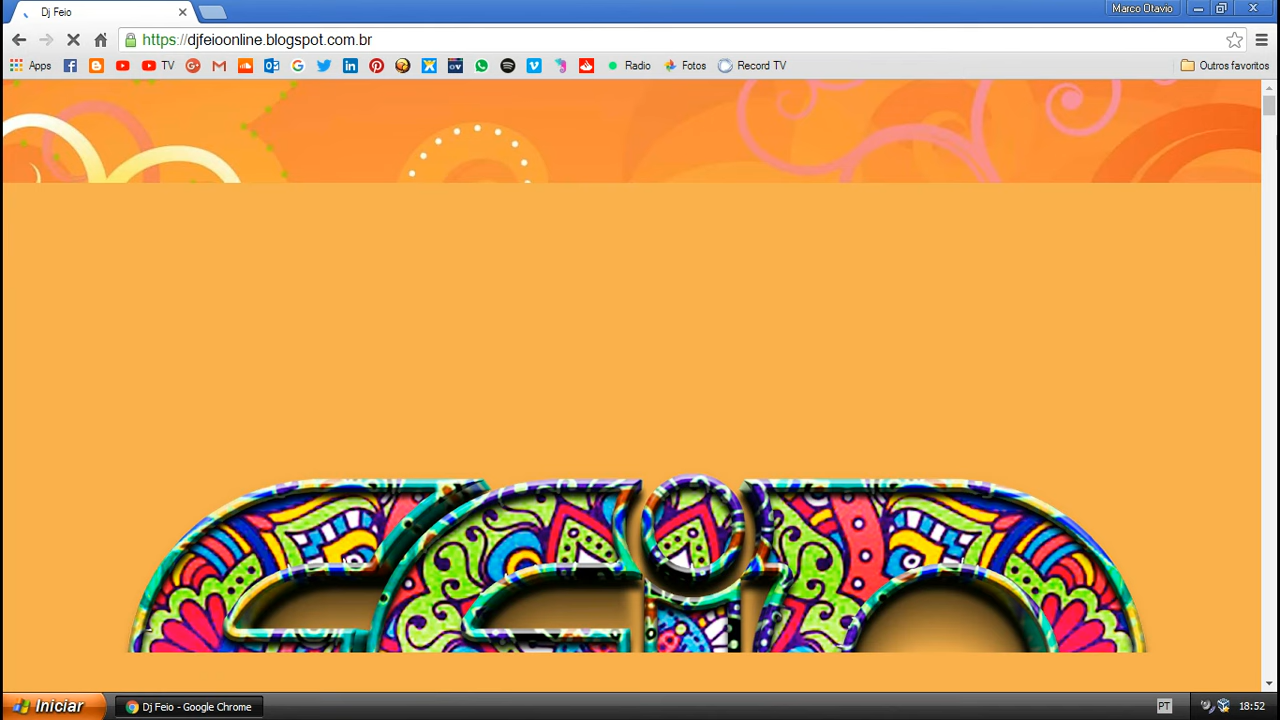 Dj Feio
Marco Otavio
https://djfeioonline.blogspot.com.br
Apps
TV
Radio
Fotos
Record TV
Outros favoritos
Feio
Iniciar
Dj Feio - Google Chrome
PT
18:52